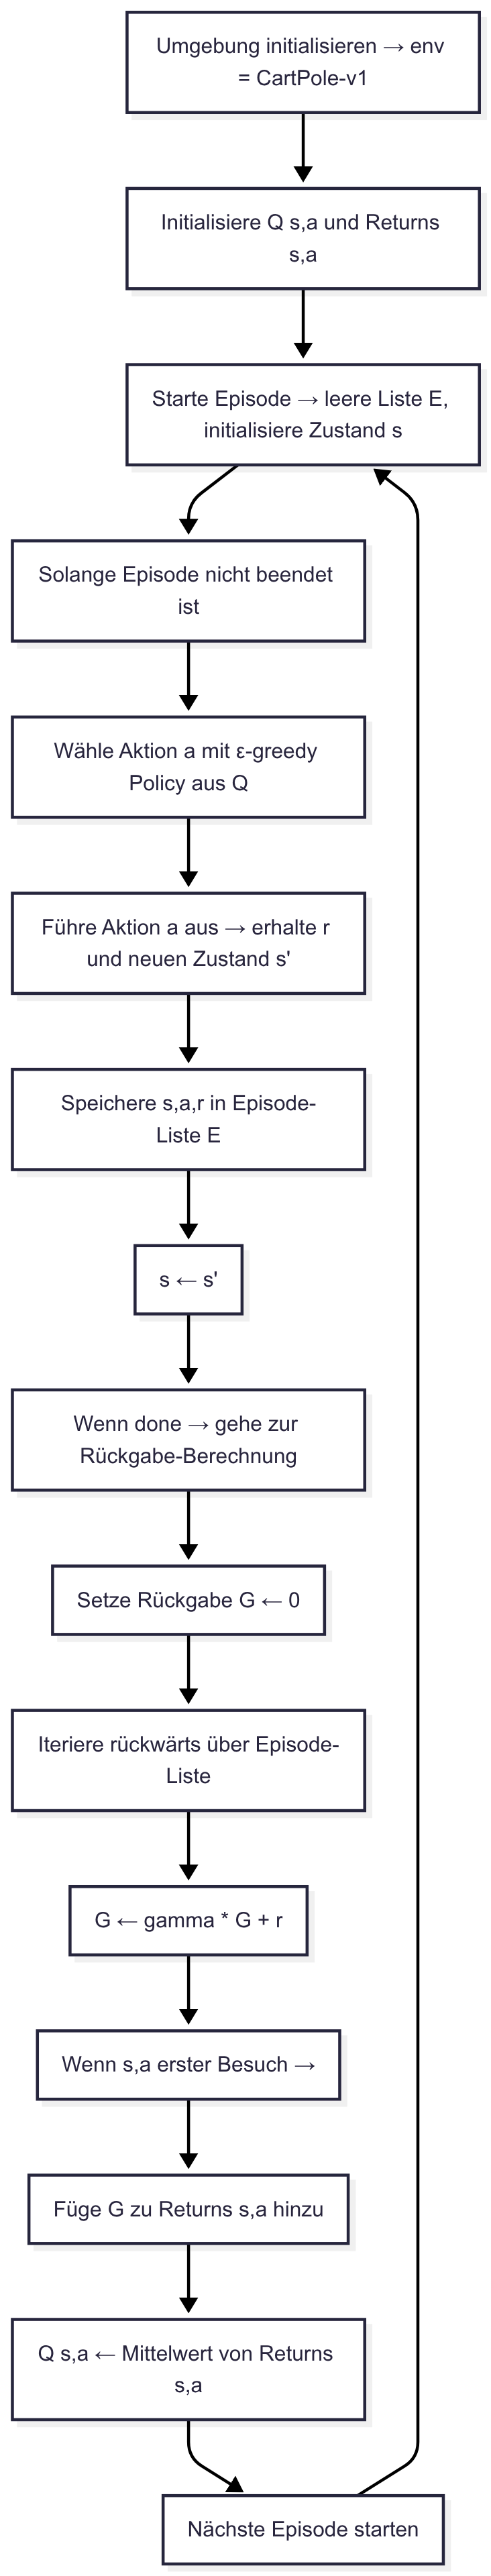 Umgebung initialisieren → env
= CartPole-v1
Initialisiere Q s,a und Returns
s,a
Starte Episode → leere Liste E,
initialisiere Zustand s
Solange Episode nicht beendet
ist
Wähle Aktion a mit ε-greedy
Policy aus Q
Führe Aktion a aus → erhalte r
und neuen Zustand s'
Speichere s,a,r in Episode-
Liste E
s ← s'
Wenn done → gehe zur
Rückgabe-Berechnung
Setze Rückgabe G ← 0
Iteriere rückwärts über Episode-
Liste
G ← gamma * G + r
Wenn s,a erster Besuch →
Füge G zu Returns s,a hinzu
Q s,a ← Mittelwert von Returns
s,a
Nächste Episode starten